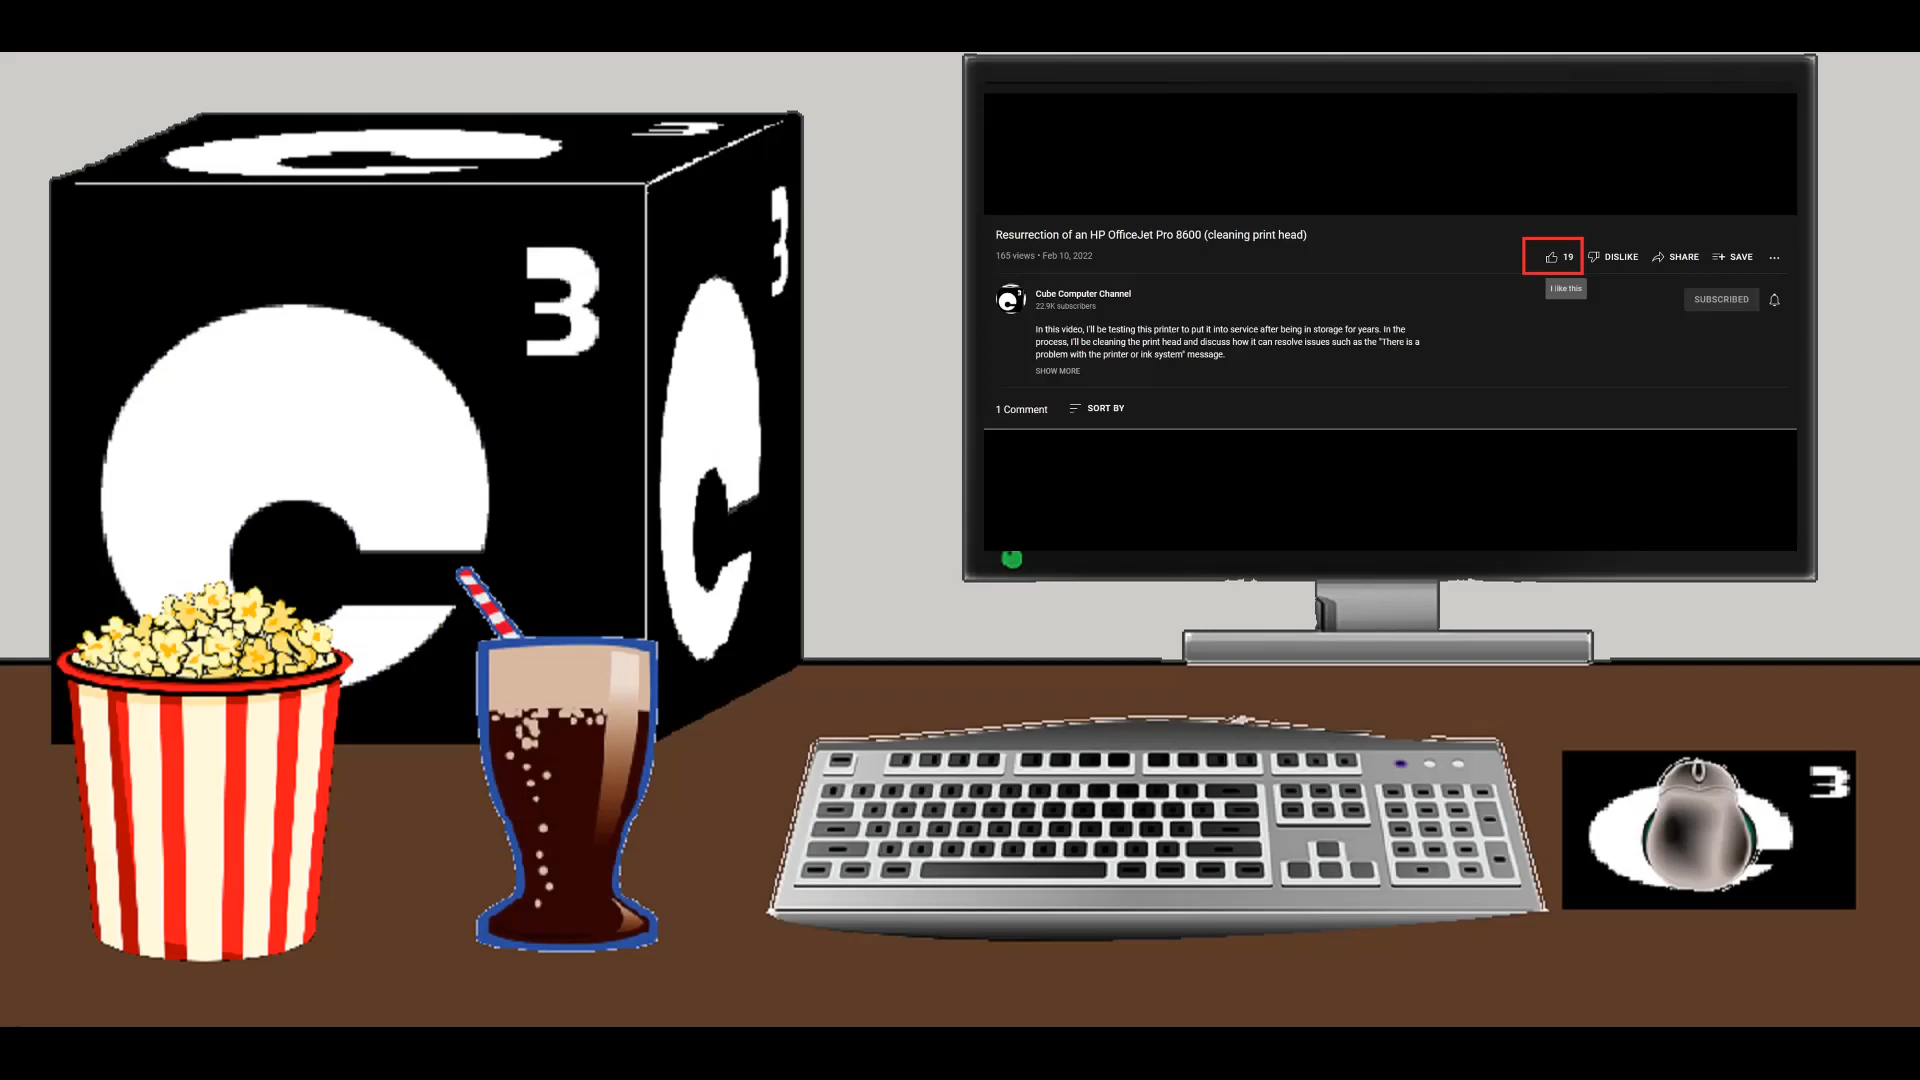 3
3
3
C
C
C
Resurrection of an HP OfficeJet Pro 8600 (cleaning print head)
165 views • Feb 10, 2022
19 DISLIKE SHARE SAVE ...
I like this
Cube Computer Channel
22.9K subscribers
SUBSCRIBED
In this video, I'll be testing this printer to put it into service after being in storage for years. In the
process, I'll be cleaning the print head and discuss how it can resolve issues such as the "There is a
problem with the printer or ink system" message.
SHOW MORE
1 Comment SORT BY
3